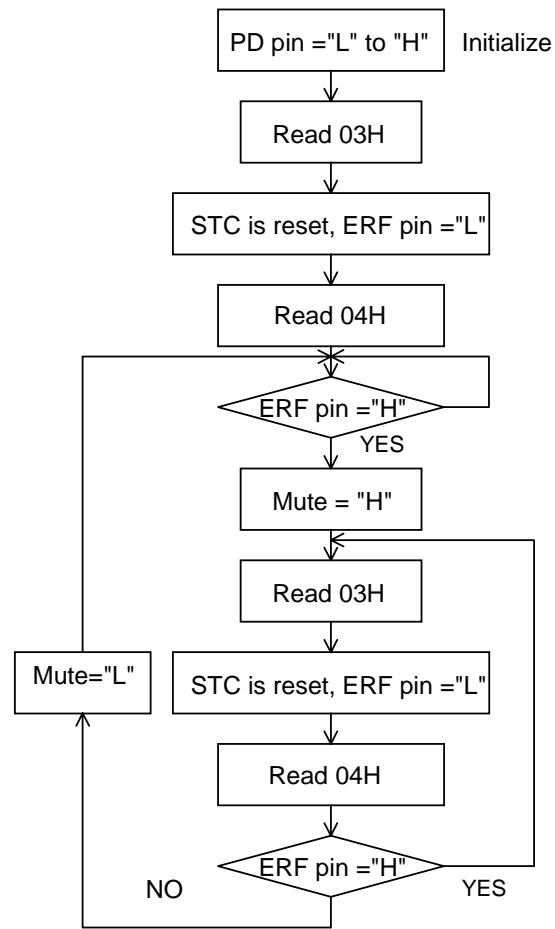 PD pin ="L" to "H"
Initialize
Read 03H
STC is reset, ERF pin ="L"
Read 04H
ERF pin ="H"
YES
Mute = "H"
Read 03H
Mute="L"
STC is reset, ERF pin ="L"
Read 04H
ERF pin ="H"
NO
YES